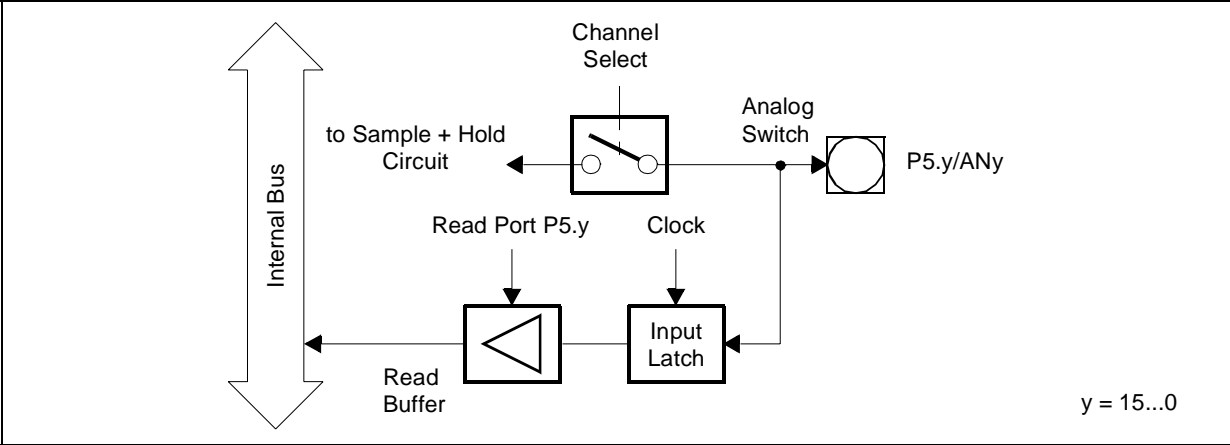 Channel
Select
Analog
Switch
to Sample + Hold
Circuit
P5.y/ANy
Internal Bus
Read Port P5.y
Clock
Input
Latch
Read
Buffer
y = 15...0